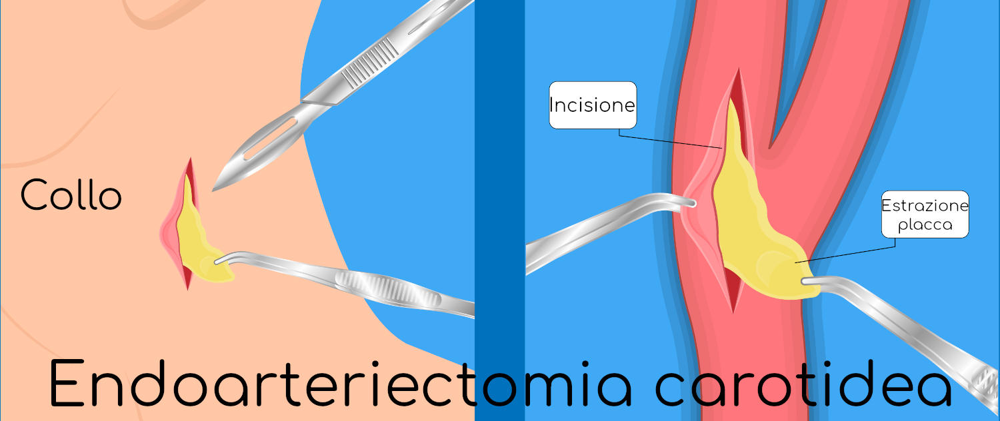 Incisione
Collo
Estrazione
placca
Endoarteriectomia carotidea